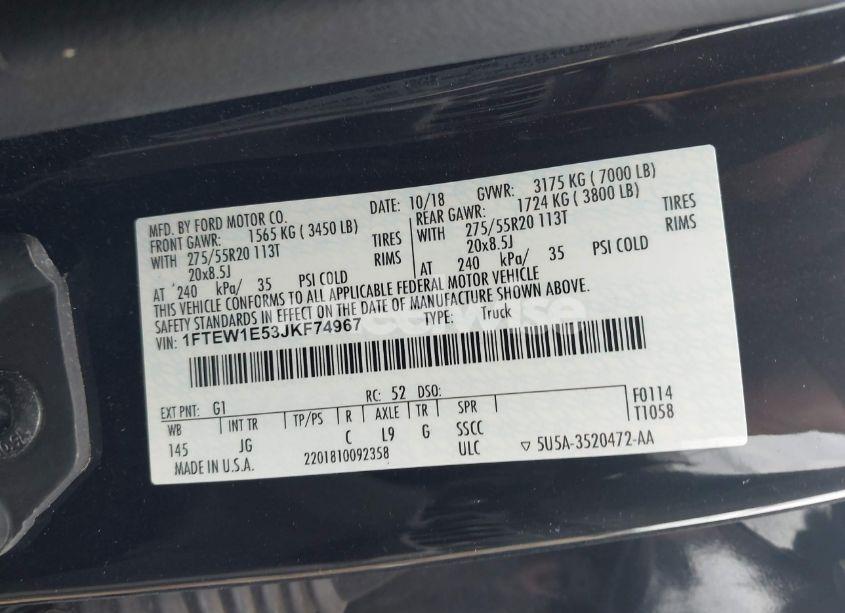 MFD. BY FORD MOTOR CO. DATE: 10/18 GVWR: 3175 KG ( 7000 LB)
FRONT GAWR: 1565 KG ( 3450 LB) REAR GAWR: 1724 KG ( 3800 LB)
WITH 275/55R20 113T TIRES WITH 275/55R20 113T TIRES
20x8.5J RIMS 20x8.5J RIMS
AT 240 kPa/ 35 PSI COLD AT 240 kPa/ 35 PSI COLD
THIS VEHICLE CONFORMS TO ALL APPLICABLE FEDERAL MOTOR VEHICLE
SAFETY STANDARDS IN EFFECT ON THE DATE OF MANUFACTURE SHOWN ABOVE.
VIN: 1FTEW1E53JKF74967 TYPE: Truck
EXT PNT: G1 RC: 52 DSO: F0114
WB INT TR TP/PS R AXLE TR SPR T1058
145 JG C L9 G SSCC
MADE IN U.S.A. 2201810092358 ULC ▽ 5U5A-3520472-AA